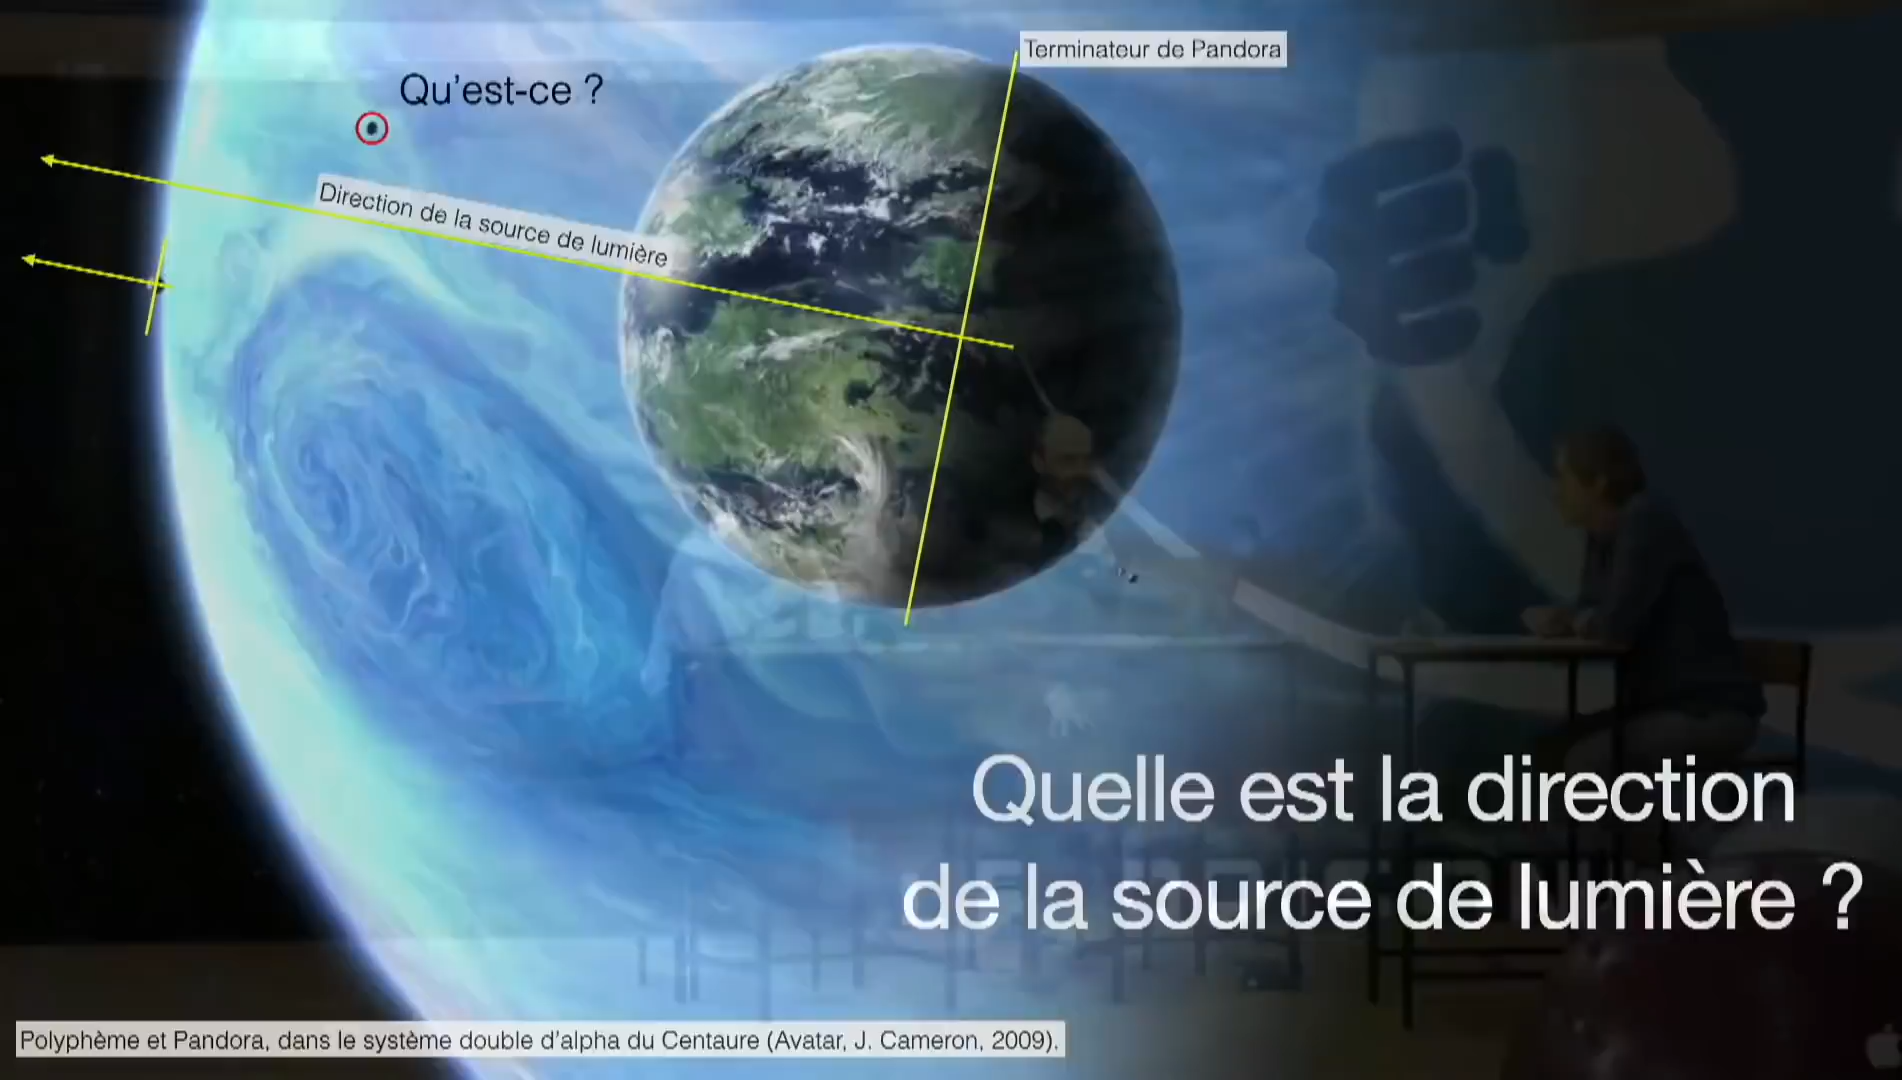 Terminateur de Pandora
Qu'est-ce ?
Direction de la source de lumière
Quelle est la direction
de la source de lumière ?
Polyphème et Pandora, dans le système double d'alpha du Centaure (Avatar, J. Cameron, 2009).